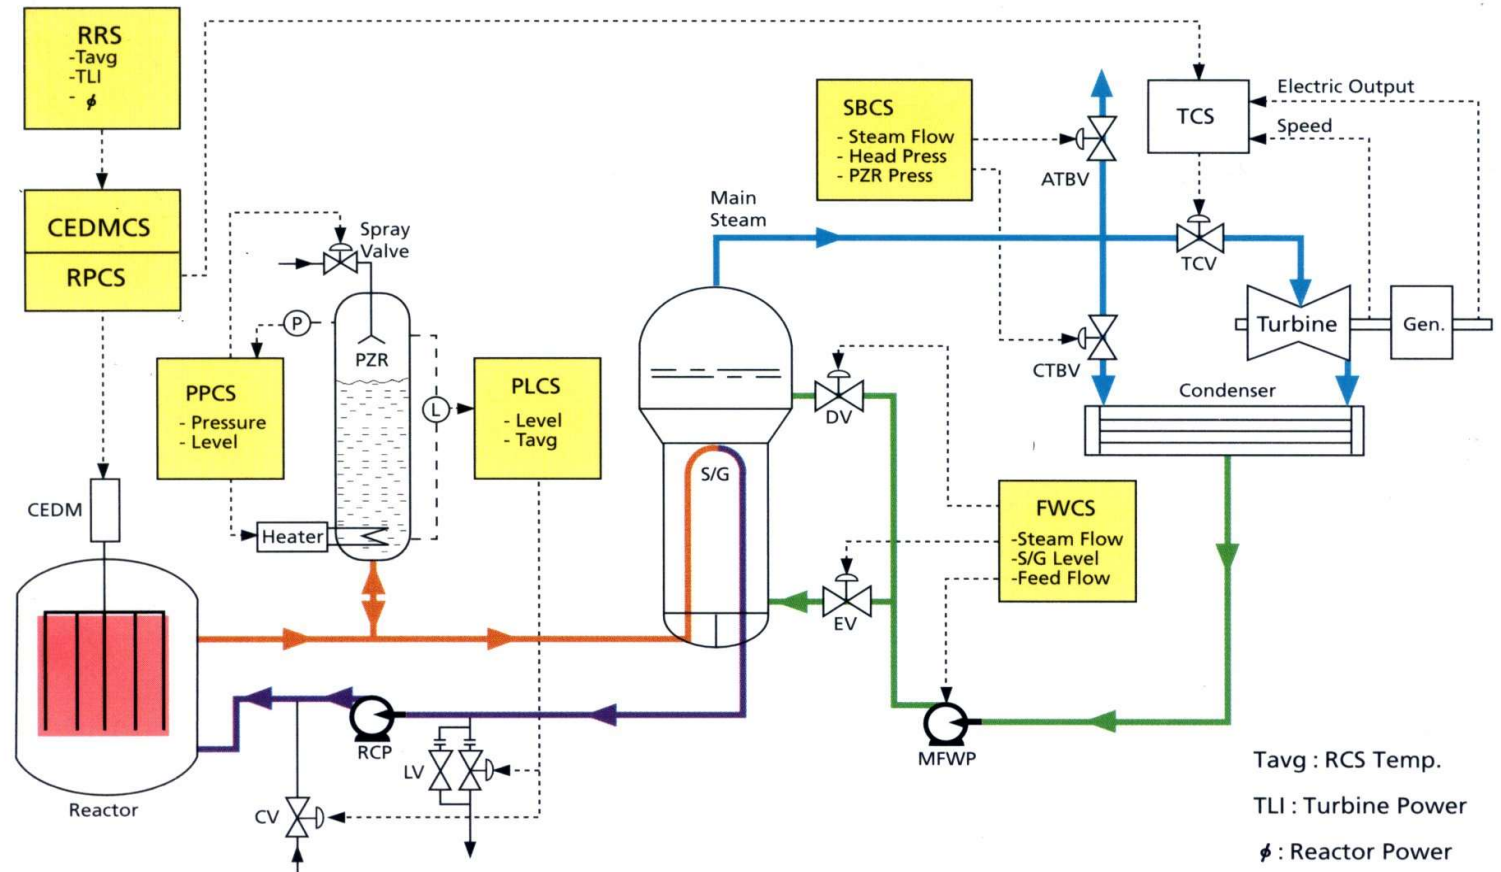 RRS
-Tavg
-TLI
- ϕ
CEDMCS
RPCS
Spray
Valve
P
PZR
PPCS
- Pressure
- Level
L
PLCS
- Level
- Tavg
CEDM
Heater
Reactor
RCP
LV
CV
Main
Steam
S/G
SBCS
- Steam Flow
- Head Press
- PZR Press
ATBV
TCS
Electric Output
Speed
TCV
Turbine
Gen.
CTBV
Condenser
DV
FWCS
-Steam Flow
-S/G Level
-Feed Flow
EV
MFWP
Tavg : RCS Temp.
TLI : Turbine Power
ϕ : Reactor Power